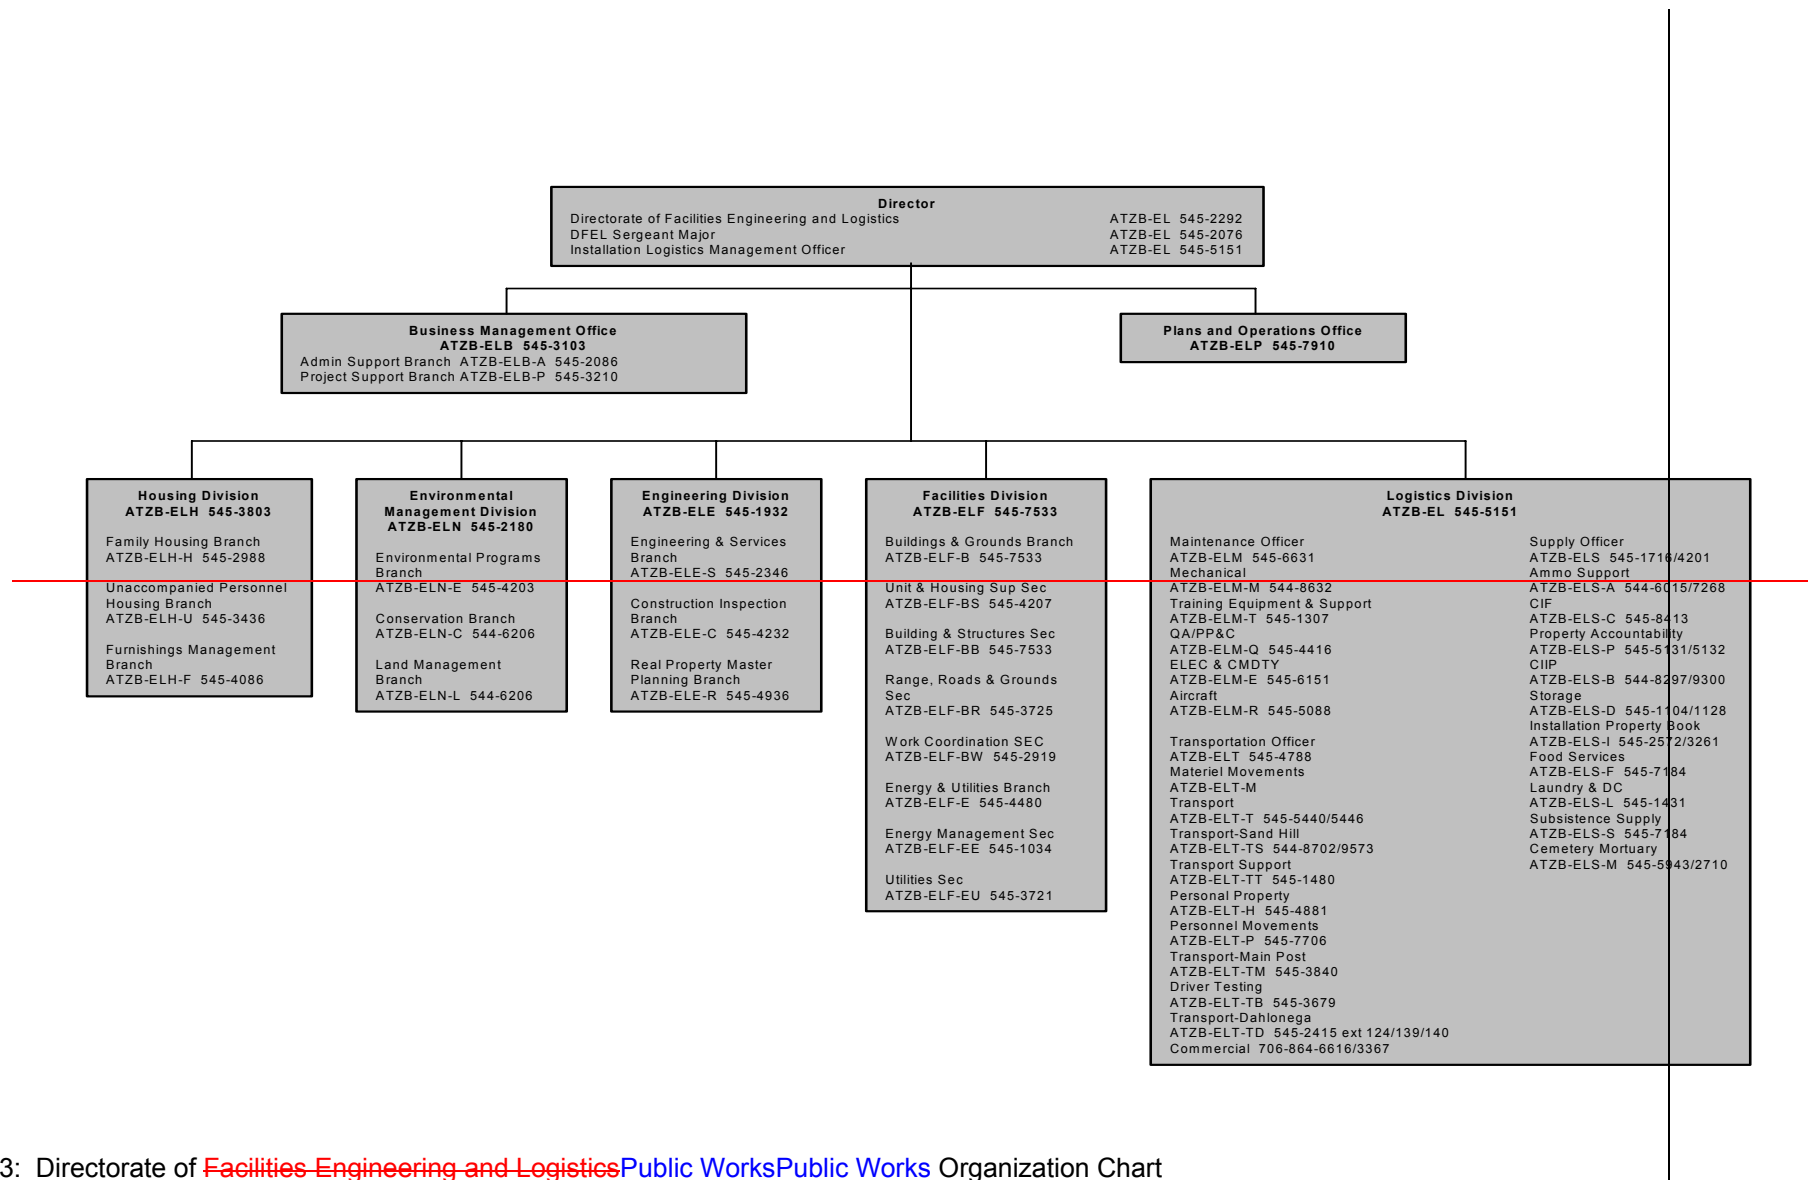 Director
Directorate of Facilities Engineering and Logistics ATZB-EL 545-2292
DFEL Sergeant Major ATZB-EL 545-2076
Installation Logistics Management Officer ATZB-EL 545-5151
Business Management Office
ATZB-ELB 545-3103
Admin Support Branch ATZB-ELB-A 545-2086
Project Support Branch ATZB-ELB-P 545-3210
Plans and Operations Office
ATZB-ELP 545-7910
Housing Division
ATZB-ELH 545-3803
Family Housing Branch
ATZB-ELH-H 545-2988
Unaccompanied Personnel
Housing Branch
ATZB-ELH-U 545-3436
Furnishings Management
Branch
ATZB-ELH-F 545-4086
Environmental
Management Division
ATZB-ELN 545-2180
Environmental Programs
Branch
ATZB-ELN-E 544-4203
Conservation Branch
ATZB-ELN-C 544-6206
Land Management
Branch
ATZB-ELN-L 544-6206
Engineering Division
ATZB-ELE 545-1932
Engineering & Services
Branch
ATZB-ELE-S 545-2346
Construction Inspection
Branch
ATZB-ELE-C 545-4232
Real Property Master
Planning Branch
ATZB-ELE-R 545-4936
Facilities Division
ATZB-ELF 545-7533
Buildings & Grounds Branch
ATZB-ELF-B 545-7533
Unit & Housing Sup Sec
ATZB-ELF-BS 545-4207
Building & Structures Sec
ATZB-ELF-BB 545-7533
Range, Roads & Grounds
Sec
ATZB-ELF-BR 545-3725
Work Coordination SEC
ATZB-ELF-BW 545-2919
Energy & Utilities Branch
ATZB-ELF-E 545-4480
Energy Management Sec
ATZB-ELF-EE 545-1034
Utilities Sec
ATZB-ELF-EU 545-3721
Logistics Division
ATZB-EL 545-5151
Maintenance Officer
ATZB-ELM 545-6631
Mechanical
ATZB-ELM-M 544-8632
Training Equipment & Support
ATZB-ELM-T 545-1307
QA/PP&C
ATZB-ELM-Q 545-4416
ELEC & CMDTY
ATZB-ELM-E 545-6151
Aircraft
ATZB-ELM-R 545-5088
Transportation Officer
ATZB-ELT 545-4788
Materiel Movements
ATZB-ELT-M
Transport
ATZB-ELT-T 545-5440/5446
Transport-Sand Hill
ATZB-ELT-TS 544-8702/9573
Transport Support
ATZB-ELT-TT 545-1480
Personal Property
ATZB-ELT-H 545-4881
Personnel Movements
ATZB-ELT-P 545-7706
Transport-Main Post
ATZB-ELT-TM 545-3840
Driver Testing
ATZB-ELT-TB 545-3679
Transport-Dahlonega
ATZB-ELT-TD 545-2415 ext 124/139/140
Commercial 706-864-6616/3367
Supply Officer
ATZB-ELS 545-1716/4201
Ammo Support
ATZB-ELS-A 544-6015/7268
CIF
ATZB-ELS-C 545-8413
Property Accountability
ATZB-ELS-P 545-5131/5132
CIIP
ATZB-ELS-B 544-8297/9300
Storage
ATZB-ELS-D 545-1104/1128
Installation Property Book
ATZB-ELS-I 545-2572/3261
Food Services
ATZB-ELS-F 545-7184
Laundry & DC
ATZB-ELS-L 545-1431
Subsistence Supply
ATZB-ELS-S 545-7184
Cemetery Mortuary
ATZB-ELS-M 545-5943/2710
3: Directorate of Facilities Engineering and LogisticsPublic WorksPublic Works Organization Chart